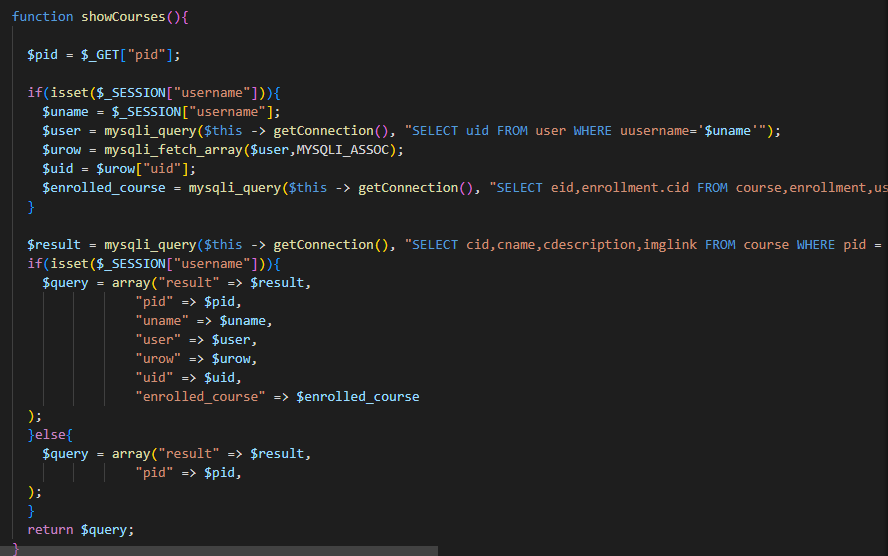 function showCourses(){
$pid = $_GET["pid"];
if(isset($_SESSION["username"])){
$uname = $_SESSION["username"];
$user = mysqli_query($this -> getConnection(), "SELECT uid FROM user WHERE uusername='$uname'");
$urow = mysqli_fetch_array($user,MYSQLI_ASSOC);
$uid = $urow["uid"];
$enrolled_course = mysqli_query($this -> getConnection(), "SELECT eid,enrollment.cid FROM course,enrollment,us
}
$result = mysqli_query($this -> getConnection(), "SELECT cid,cname,cdescription,imglink FROM course WHERE pid =
if(isset($_SESSION["username"])){
$query = array("result" => $result,
"pid" => $pid,
"uname" => $uname,
"user" => $user,
"urow" => $urow,
"uid" => $uid,
"enrolled_course" => $enrolled_course
);
}else{
$query = array("result" => $result,
"pid" => $pid,
);
}
return $query;
}